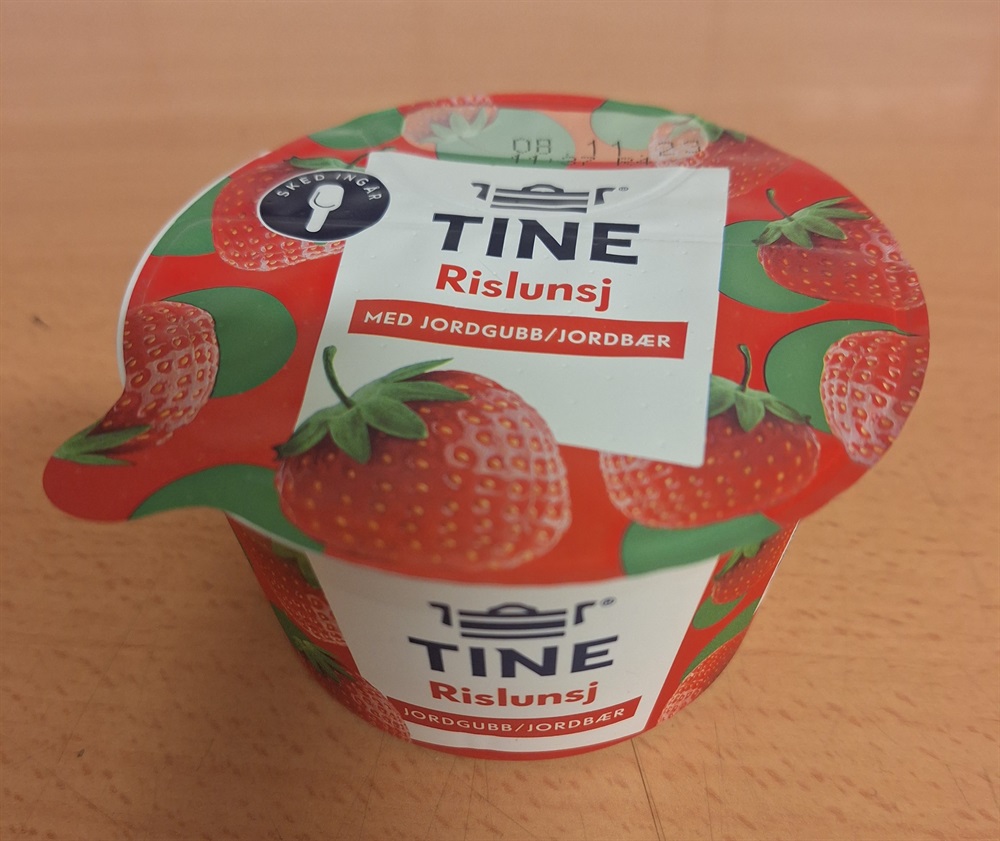 08 11 23
SKED INGÅR
TINE®
Rislunsj
MED JORDGUBB/JORDBÆR
TINE®
Rislunsj
JORDGUBB/JORDBÆR